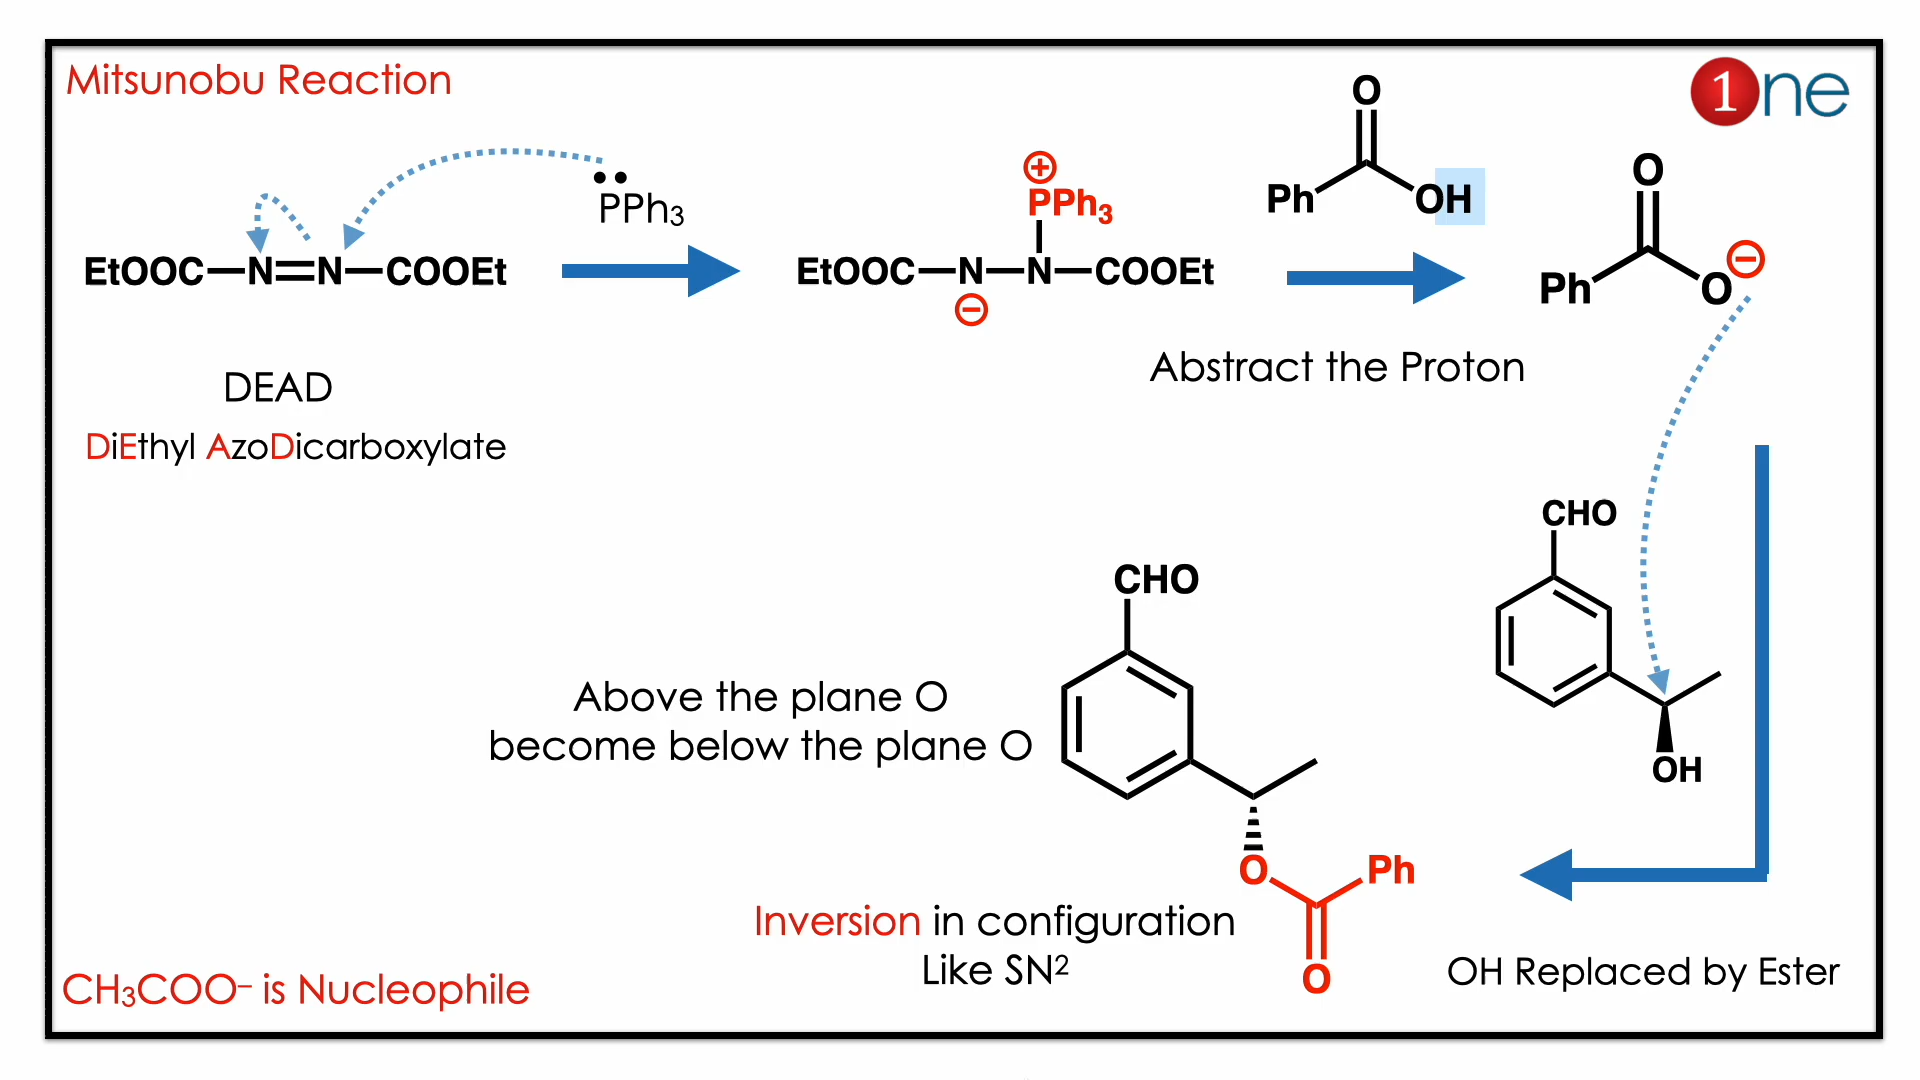 Mitsunobu Reaction
1ne
PPh₃
EtOOC—N=N—COOEt
DEAD
DiEthyl AzoDicarboxylate
⊕
PPh₃
EtOOC—N—N—COOEt
⊖
O
Ph OH
Abstract the Proton
O
⊖
Ph O
CHO
OH
CHO
Above the plane O
become below the plane O
O Ph
O
Inversion in configuration
Like SN²
OH Replaced by Ester
CH₃COO⁻ is Nucleophile